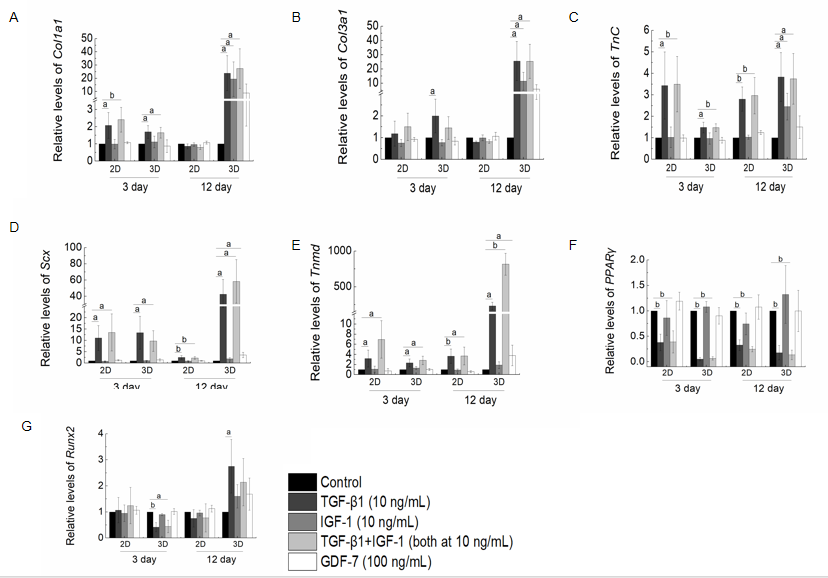 A
Relative levels of Col1a1
50
40
30
20
10
3
2
1
0
a
b
a
a
a
a
a
2D
3D
2D
3D
3 day
12 day
B
Relative levels of Col3a1
50
40
30
20
10
2
1
0
a
a
a
a
2D
3D
2D
3D
3 day
12 day
C
Relative levels of TnC
6
5
4
3
2
1
0
b
a
b
a
b
b
a
a
a
2D
3D
2D
3D
3 day
12 day
D
Relative levels of Scx
100
80
60
40
20
15
10
5
0
a
a
a
a
b
b
a
a
a
2D
3D
2D
3D
3 day
12 day
E
Relative levels of Tnmd
1000
500
10
8
6
4
2
0
a
a
a
a
b
a
a
b
a
2D
3D
2D
3D
3 day
12 day
F
Relative levels of PPARγ
2.0
1.5
1.0
0.5
0.0
b
b
b
b
b
b
b
b
2D
3D
2D
3D
3 day
12 day
G
Relative levels of Runx2
4
3
2
1
0
a
b
a
2D
3D
2D
3D
3 day
12 day
Control
TGF-β1 (10 ng/mL)
IGF-1 (10 ng/mL)
TGF-β1+IGF-1 (both at 10 ng/mL)
GDF-7 (100 ng/mL)